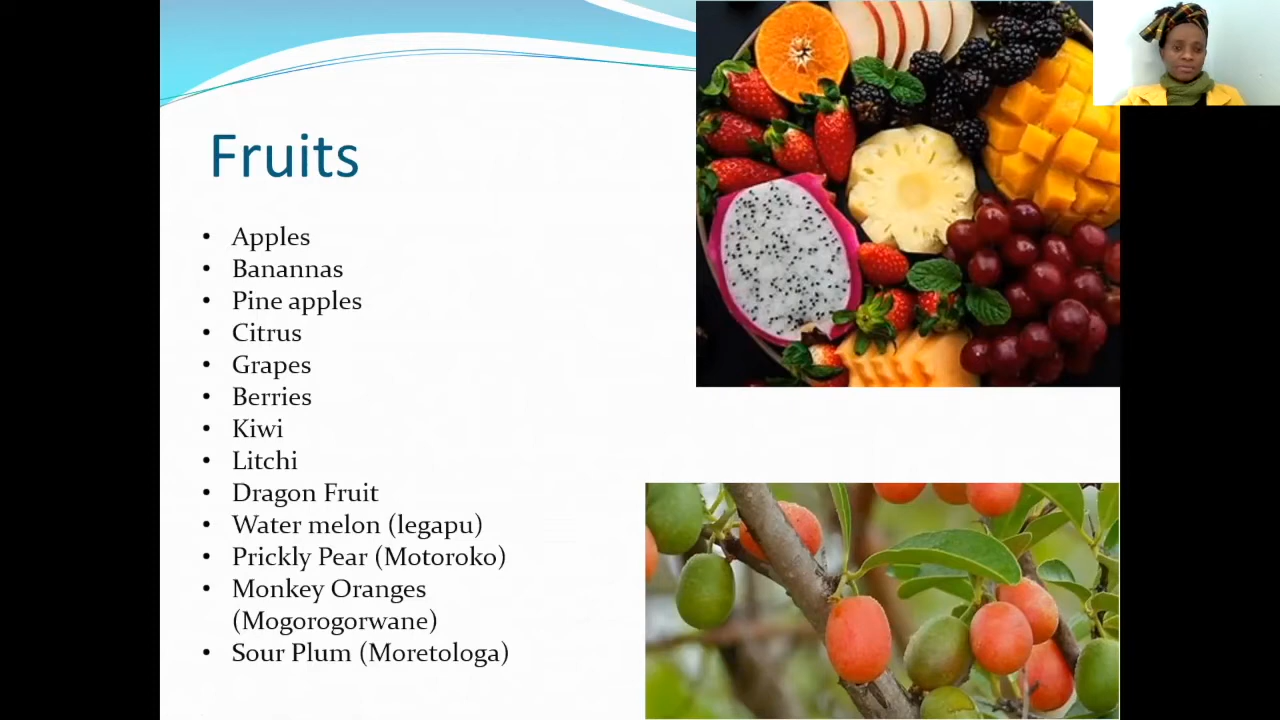 Fruits
• Apples
• Banannas
• Pine apples
• Citrus
• Grapes
• Berries
• Kiwi
• Litchi
• Dragon Fruit
• Water melon (legapu)
• Prickly Pear (Motoroko)
• Monkey Oranges
(Mogorogorwane)
• Sour Plum (Moretologa)